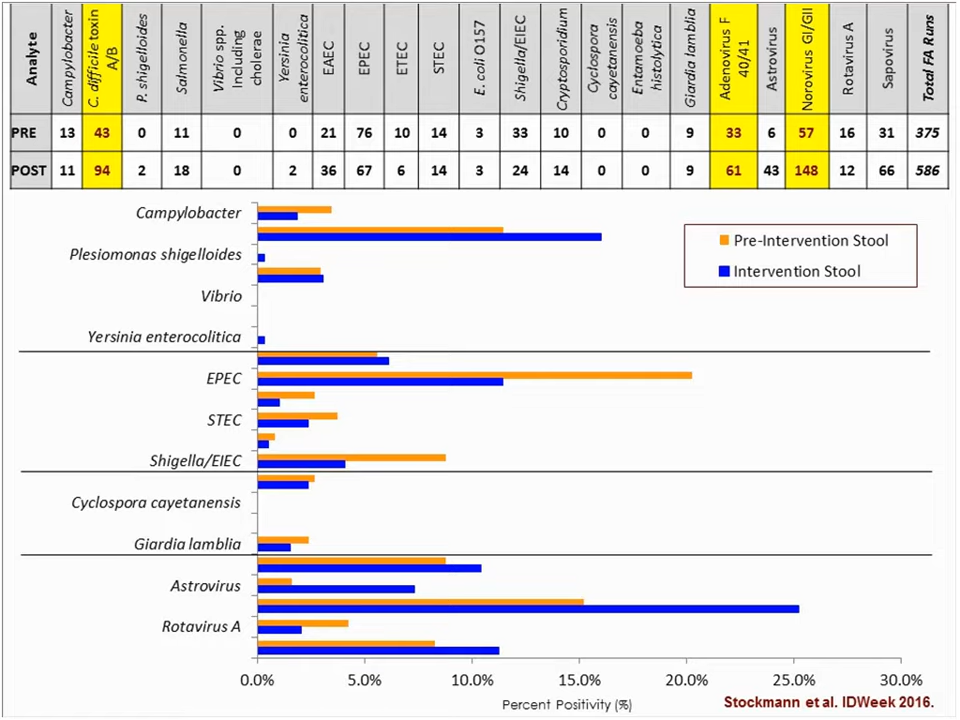 Analyte Campylobacter C. difficile toxin A/B P. shigelloides Salmonella Vibrio spp. Including cholerae Yersinia enterocolitica EAEC EPEC ETEC STEC E. coli O157 Shigella/EIEC Cryptosporidium Cyclospora cayetanensis Entamoeba histolytica Giardia lamblia Adenovirus F 40/41 Astrovirus Norovirus GI/GII Rotavirus A Sapovirus Total FA Runs
PRE 13 43 0 11 0 0 21 76 10 14 3 33 10 0 0 9 33 6 57 16 31 375
POST 11 94 2 18 0 2 36 67 6 14 3 24 14 0 0 9 61 43 148 12 66 586
Campylobacter
Plesiomonas shigelloides
Vibrio
Yersinia enterocolitica
EPEC
STEC
Shigella/EIEC
Cyclospora cayetanensis
Giardia lamblia
Astrovirus
Rotavirus A
Pre-Intervention Stool
Intervention Stool
0.0% 5.0% 10.0% 15.0% 20.0% 25.0% 30.0%
Percent Positivity (%)
Stockmann et al. IDWeek 2016.